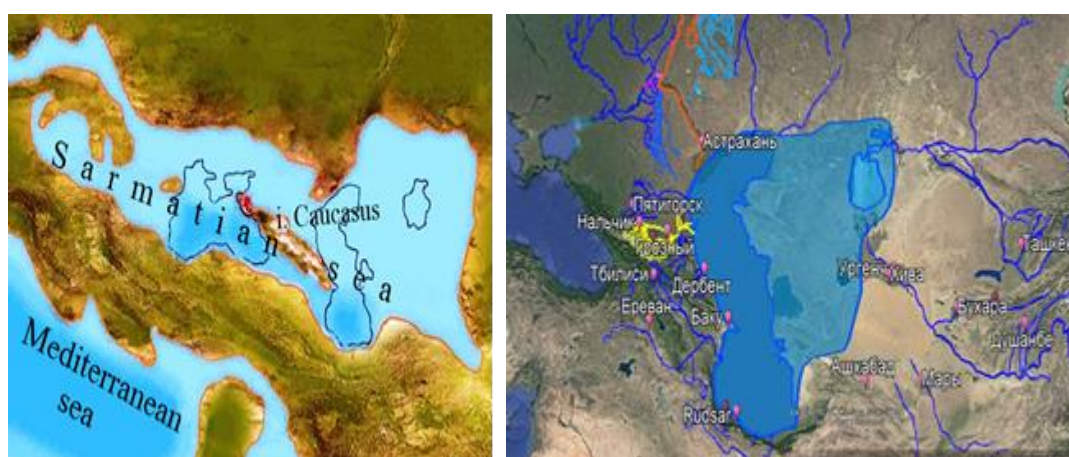 Sarmatian sea
i. Caucasus
Mediterranean
sea
Астрахань
Пятигорск
Нальчик
Грозный
Тбилиси
Дербент
Ереван
Баку
Ургенч
Хива
Ташкен
Бухара
Душанбе
Ашхабад
Мары
Rudsar